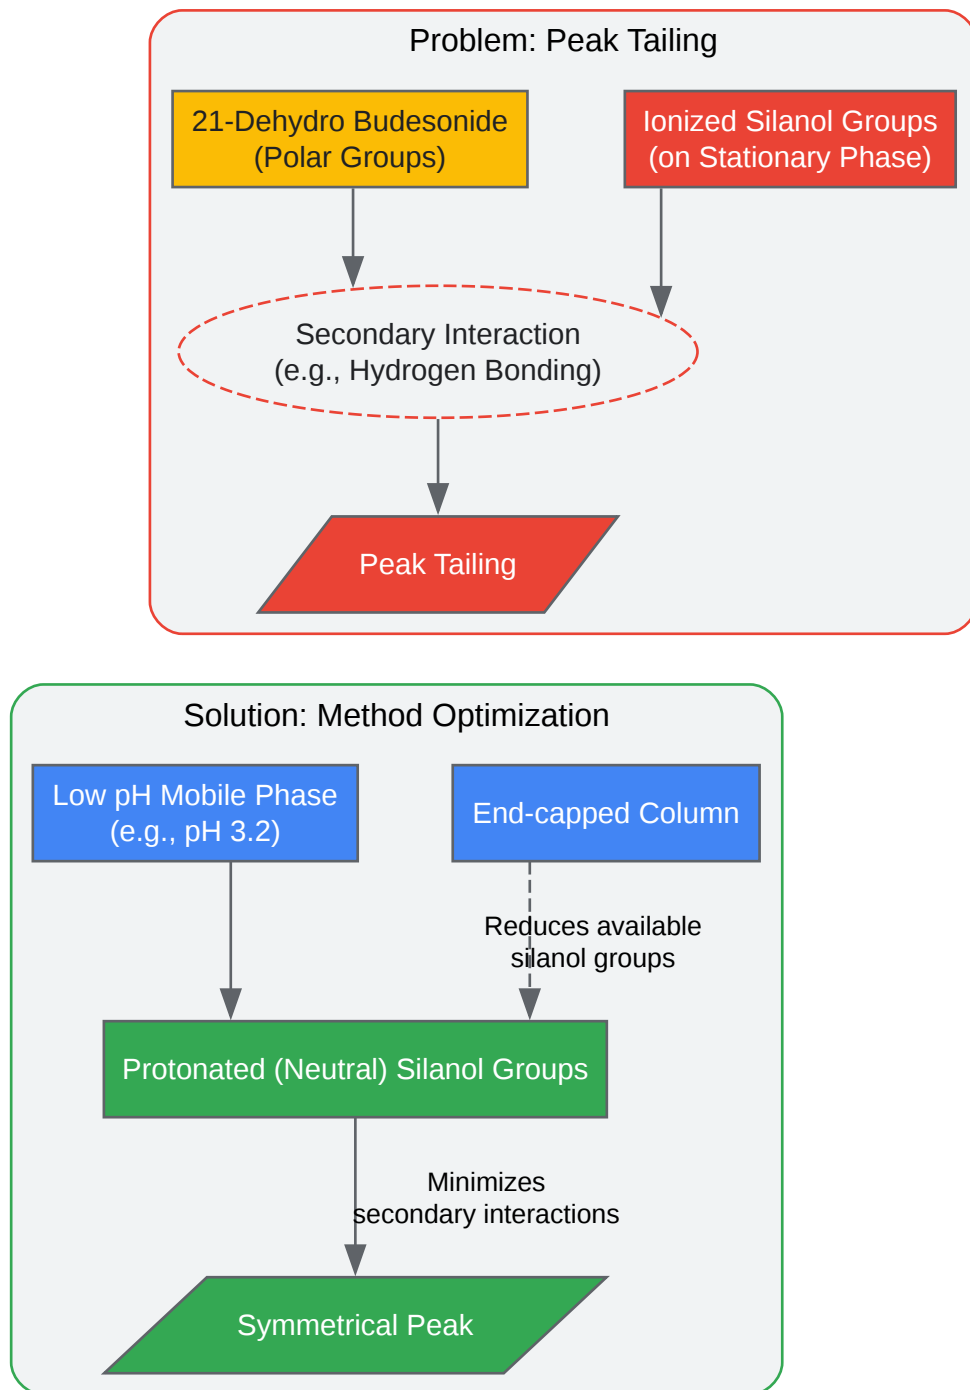 Problem: Peak Tailing
21-Dehydro Budesonide
(Polar Groups)
Ionized Silanol Groups
(on Stationary Phase)
Secondary Interaction
(e.g., Hydrogen Bonding)
Peak Tailing
Solution: Method Optimization
Low pH Mobile Phase
(e.g., pH 3.2)
End-capped Column
Reduces available
silanol groups
Protonated (Neutral) Silanol Groups
Minimizes
secondary interactions
Symmetrical Peak